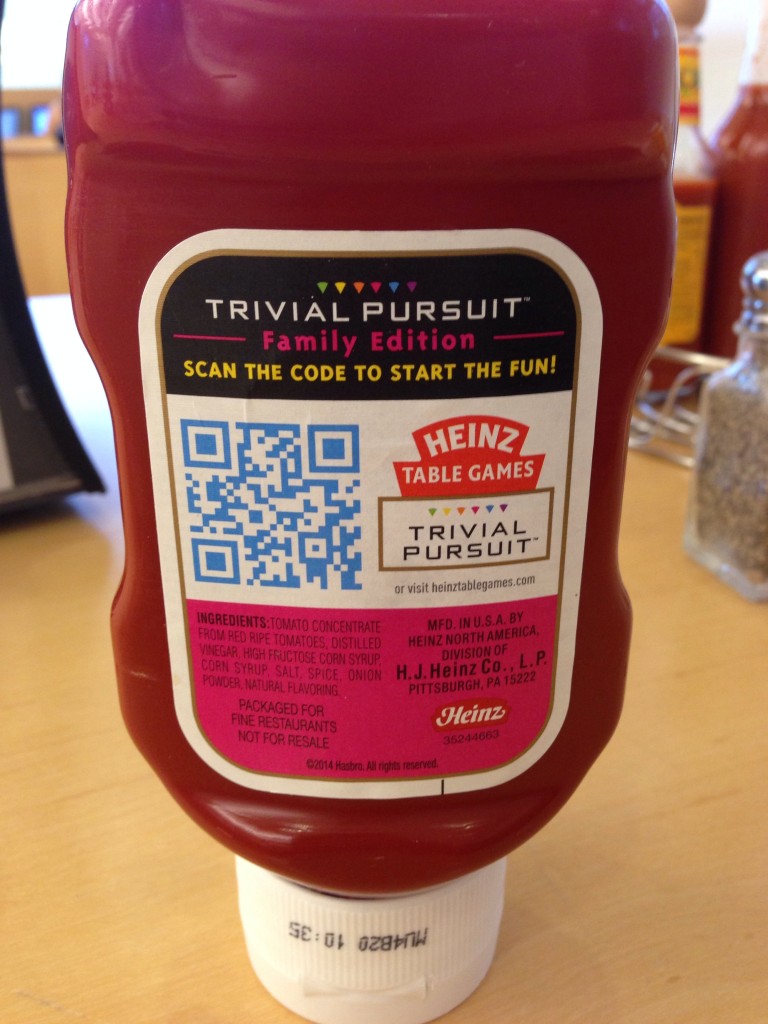 TRIVIAL PURSUIT™
Family Edition
SCAN THE CODE TO START THE FUN!
HEINZ
TABLE GAMES
TRIVIAL
PURSUIT™
or visit heinztablegames.com
INGREDIENTS: TOMATO CONCENTRATE
FROM RED RIPE TOMATOES, DISTILLED
VINEGAR, HIGH FRUCTOSE CORN SYRUP,
CORN SYRUP, SALT, SPICE, ONION
POWDER, NATURAL FLAVORING.
PACKAGED FOR
FINE RESTAURANTS
NOT FOR RESALE
MFD. IN U.S.A. BY
HEINZ NORTH AMERICA,
DIVISION OF
H.J. Heinz Co., L.P.
PITTSBURGH, PA 15222
Heinz
35244663
©2014 Hasbro. All rights reserved.
MU4B20 10:35